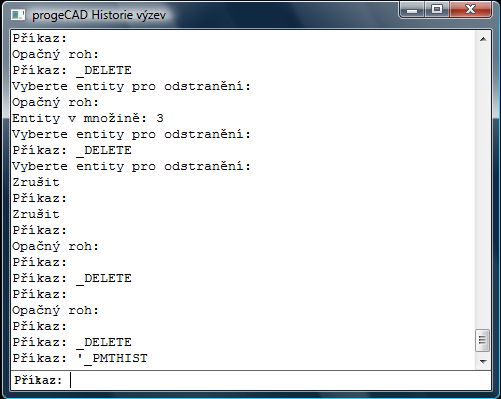 progeCAD Historie výzev
Příkaz:
Opačný roh:
Příkaz: _DELETE
Vyberte entity pro odstranění:
Opačný roh:
Entity v množině: 3
Vyberte entity pro odstranění:
Příkaz: _DELETE
Vyberte entity pro odstranění:
Zrušit
Příkaz:
Zrušit
Příkaz:
Opačný roh:
Příkaz:
Příkaz: _DELETE
Příkaz:
Opačný roh:
Příkaz:
Příkaz: _DELETE
Příkaz: '_PMTHIST
Příkaz: